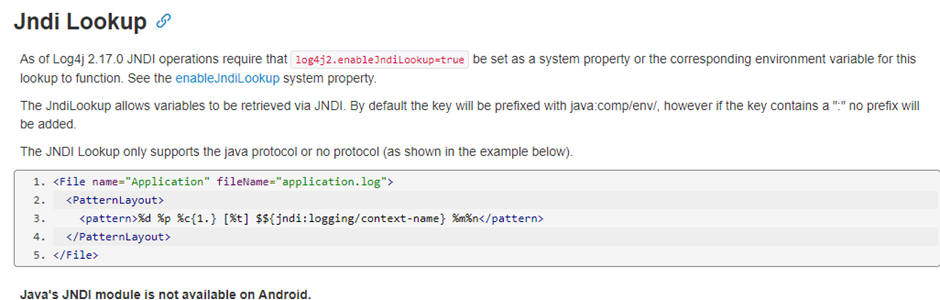 Jndi Lookup
As of Log4j 2.17.0 JNDI operations require that log4j2.enableJndiLookup=true be set as a system property or the corresponding environment variable for this
lookup to function. See the enableJndiLookup system property.
The JndiLookup allows variables to be retrieved via JNDI. By default the key will be prefixed with java:comp/env/, however if the key contains a ":" no prefix will
be added.
The JNDI Lookup only supports the java protocol or no protocol (as shown in the example below).
1. <File name="Application" fileName="application.log">
2.   <PatternLayout>
3.     <pattern>%d %p %c{1.} [%t] $${jndi:logging/context-name} %m%n</pattern>
4.   </PatternLayout>
5. </File>
Java's JNDI module is not available on Android.